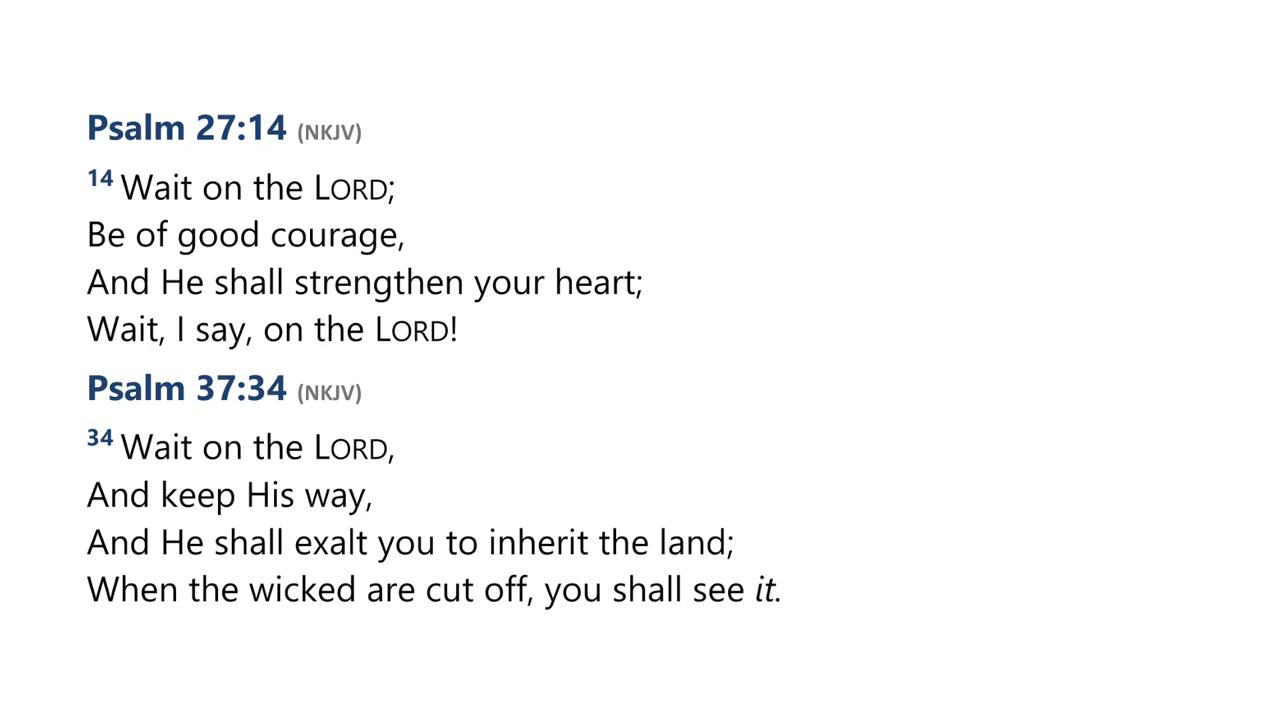 Psalm 27:14 (NKJV)
14 Wait on the LORD;
Be of good courage,
And He shall strengthen your heart;
Wait, I say, on the LORD!
Psalm 37:34 (NKJV)
34 Wait on the LORD,
And keep His way,
And He shall exalt you to inherit the land;
When the wicked are cut off, you shall see it.